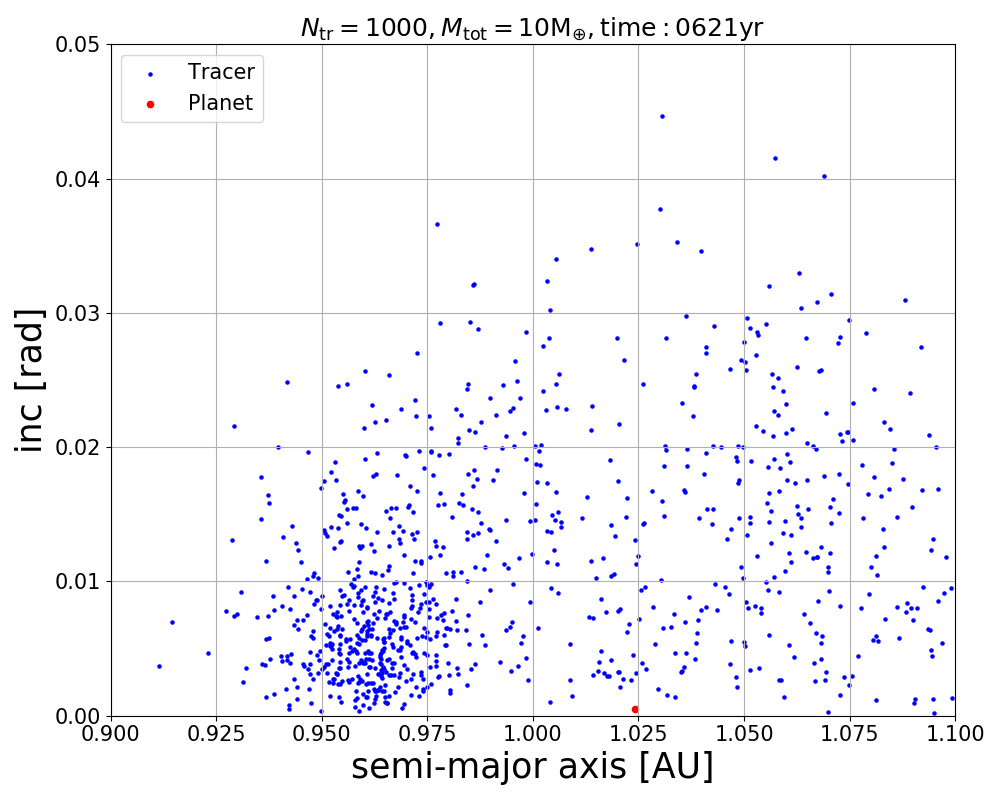 N_tr = 1000, M_tot = 10M_⊕, time : 0621yr
0.05
Tracer
Planet
0.04
0.03
0.02
0.01
0.00
inc [rad]
0.900 0.925 0.950 0.975 1.000 1.025 1.050 1.075 1.100
semi-major axis [AU]